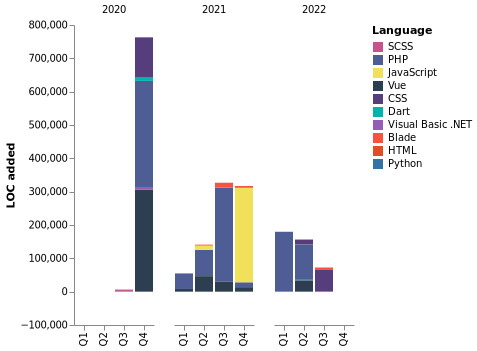 2020 2021 2022
LOC added
800,000
700,000
600,000
500,000
400,000
300,000
200,000
100,000
0
−100,000
Q1 Q2 Q3 Q4 Q1 Q2 Q3 Q4 Q1 Q2 Q3 Q4
Language
SCSS
PHP
JavaScript
Vue
CSS
Dart
Visual Basic .NET
Blade
HTML
Python